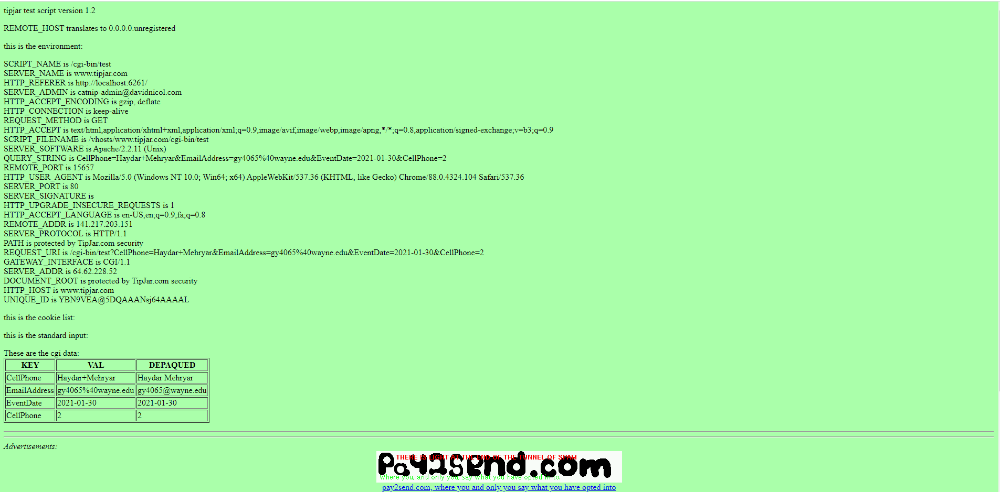 tipjar test script version 1.2
REMOTE_HOST translates to 0.0.0.0.unregistered
this is the environment:
SCRIPT_NAME is /cgi-bin/test
SERVER_NAME is www.tipjar.com
HTTP_REFERER is http://localhost:6261/
SERVER_ADMIN is catnip-admin@davidnicol.com
HTTP_ACCEPT_ENCODING is gzip, deflate
HTTP_CONNECTION is keep-alive
REQUEST_METHOD is GET
HTTP_ACCEPT is text/html,application/xhtml+xml,application/xml;q=0.9,image/avif,image/webp,image/apng,*/*;q=0.8,application/signed-exchange;v=b3;q=0.9
SCRIPT_FILENAME is /vhosts/www.tipjar.com/cgi-bin/test
SERVER_SOFTWARE is Apache/2.2.11 (Unix)
QUERY_STRING is CellPhone=Haydar+Mehryar&EmailAddress=gy4065%40wayne.edu&EventDate=2021-01-30&CellPhone=2
REMOTE_PORT is 15657
HTTP_USER_AGENT is Mozilla/5.0 (Windows NT 10.0; Win64; x64) AppleWebKit/537.36 (KHTML, like Gecko) Chrome/88.0.4324.104 Safari/537.36
SERVER_PORT is 80
SERVER_SIGNATURE is
HTTP_UPGRADE_INSECURE_REQUESTS is 1
HTTP_ACCEPT_LANGUAGE is en-US,en;q=0.9,fa;q=0.8
REMOTE_ADDR is 141.217.203.151
SERVER_PROTOCOL is HTTP/1.1
PATH is protected by TipJar.com security
REQUEST_URI is /cgi-bin/test?CellPhone=Haydar+Mehryar&EmailAddress=gy4065%40wayne.edu&EventDate=2021-01-30&CellPhone=2
GATEWAY_INTERFACE is CGI/1.1
SERVER_ADDR is 64.62.228.52
DOCUMENT_ROOT is protected by TipJar.com security
HTTP_HOST is www.tipjar.com
UNIQUE_ID is YBN9VEA@5DQAAANsj64AAAAL
this is the cookie list:
this is the standard input:
These are the cgi data:
KEY VAL DEPAQUED
CellPhone Haydar+Mehryar Haydar Mehryar
EmailAddress gy4065%40wayne.edu gy4065@wayne.edu
EventDate 2021-01-30 2021-01-30
CellPhone 2 2
Advertisements:
THERE IS LIGHT AT THE END OF THE TUNNEL OF SPAM
Pay2send.com
Where you, and only you, say what you have opted in to.
pay2send.com, where you and only you say what you have opted into